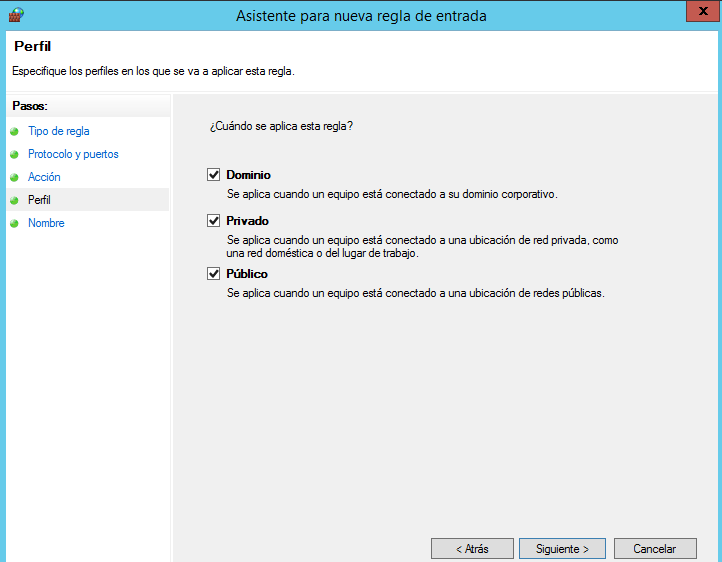 Asistente para nueva regla de entrada
x
Perfil
Especifique los perfiles en los que se va a aplicar esta regla.
Pasos:
Tipo de regla
Protocolo y puertos
Acción
Perfil
Nombre
¿Cuándo se aplica esta regla?
Dominio
Se aplica cuando un equipo está conectado a su dominio corporativo.
Privado
Se aplica cuando un equipo está conectado a una ubicación de red privada, como
una red doméstica o del lugar de trabajo.
Público
Se aplica cuando un equipo está conectado a una ubicación de redes públicas.
< Atrás
Siguiente >
Cancelar